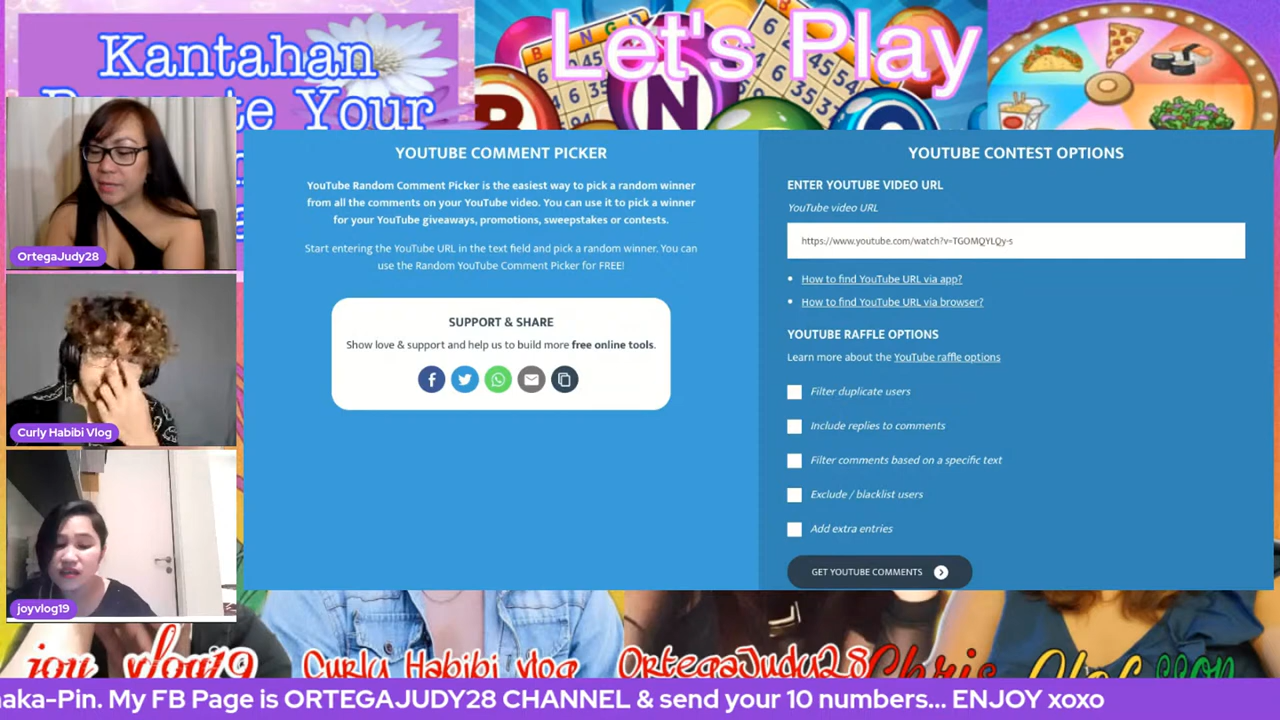 Kantahan
Let's Play
te Your
OrtegaJudy28
Curly Habibi Vlog
joyvlog19
YOUTUBE COMMENT PICKER
YouTube Random Comment Picker is the easiest way to pick a random winner
from all the comments on your YouTube video. You can use it to pick a winner
for your YouTube giveaways, promotions, sweepstakes or contests.
Start entering the YouTube URL in the text field and pick a random winner. You can
use the Random YouTube Comment Picker for FREE!
SUPPORT & SHARE
Show love & support and help us to build more free online tools.
YOUTUBE CONTEST OPTIONS
ENTER YOUTUBE VIDEO URL
YouTube video URL
https://www.youtube.com/watch?v=TGOMQYLQy-s
How to find YouTube URL via app?
How to find YouTube URL via browser?
YOUTUBE RAFFLE OPTIONS
Learn more about the YouTube raffle options
Filter duplicate users
Include replies to comments
Filter comments based on a specific text
Exclude / blacklist users
Add extra entries
GET YOUTUBE COMMENTS
joy vlog19
Curly Habibi vlog
OrtegaJudy28
Chris
naka-Pin. My FB Page is ORTEGAJUDY28 CHANNEL & send your 10 numbers... ENJOY xoxo